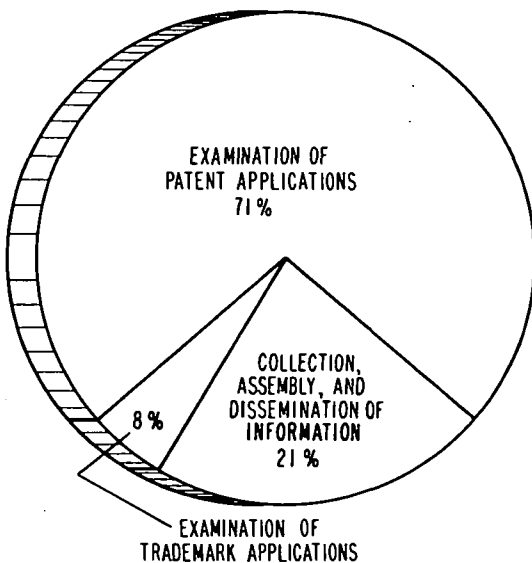 EXAMINATION OF
PATENT APPLICATIONS
71%
COLLECTION,
ASSEMBLY, AND
DISSEMINATION OF
INFORMATION
21%
8%
EXAMINATION OF
TRADEMARK APPLICATIONS